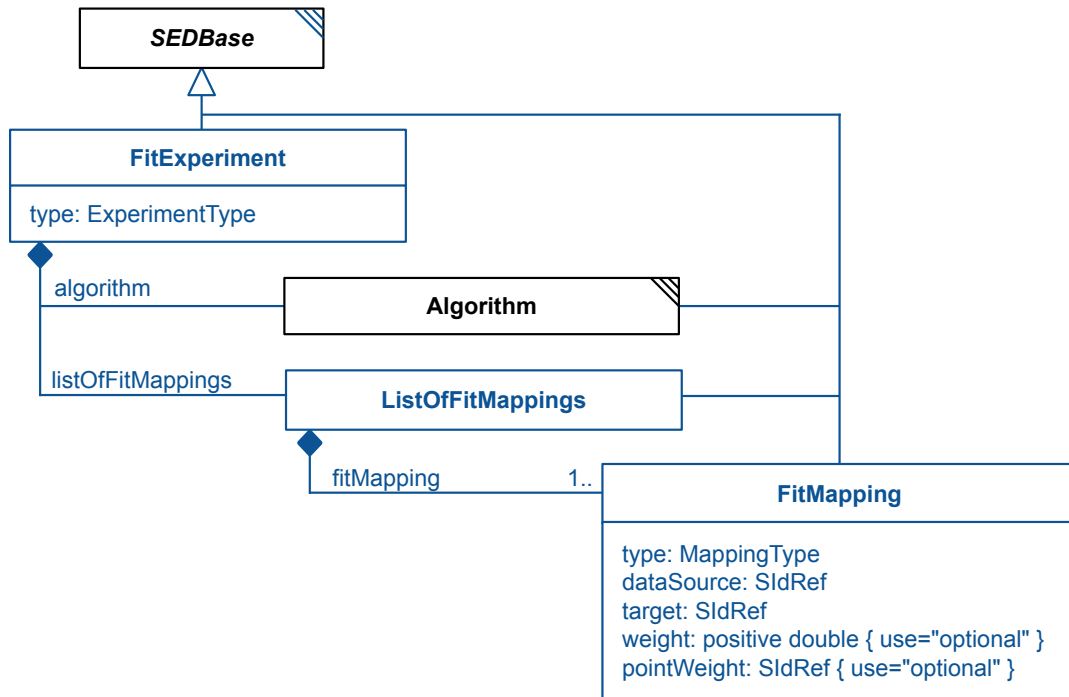 SEDBase
FitExperiment
type: ExperimentType
algorithm
Algorithm
listOfFitMappings
ListOfFitMappings
fitMapping
1..
FitMapping
type: MappingType
dataSource: SIdRef
target: SIdRef
weight: positive double { use="optional" }
pointWeight: SIdRef { use="optional" }